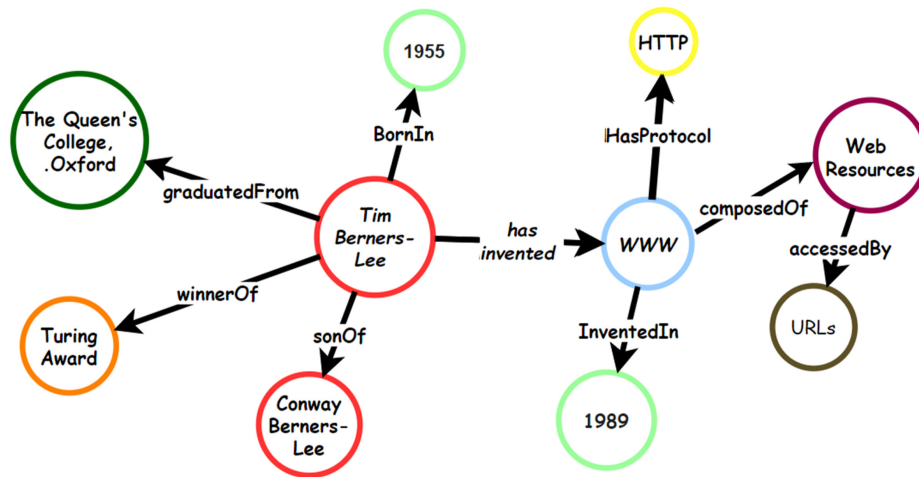 1955
HTTP
The Queen's
College,
.Oxford
BornIn
HasProtocol
Web
Resources
graduatedFrom
Tim
Berners-
Lee
has
invented
WWW
composedOf
accessedBy
winnerOf
Turing
Award
sonOf
InventedIn
URLs
Conway
Berners-
Lee
1989